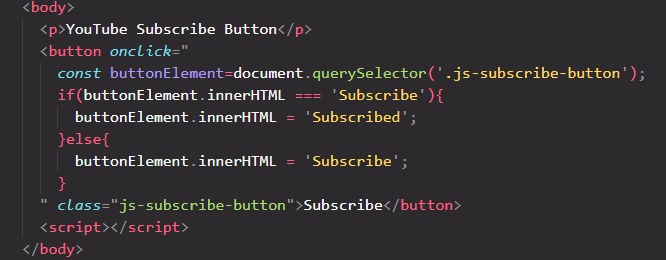 <body>
<p>YouTube Subscribe Button</p>
<button onclick="
const buttonElement=document.querySelector('.js-subscribe-button');
if(buttonElement.innerHTML === 'Subscribe'){
buttonElement.innerHTML = 'Subscribed';
}else{
buttonElement.innerHTML = 'Subscribe';
}
" class="js-subscribe-button">Subscribe</button>
<script></script>
</body>